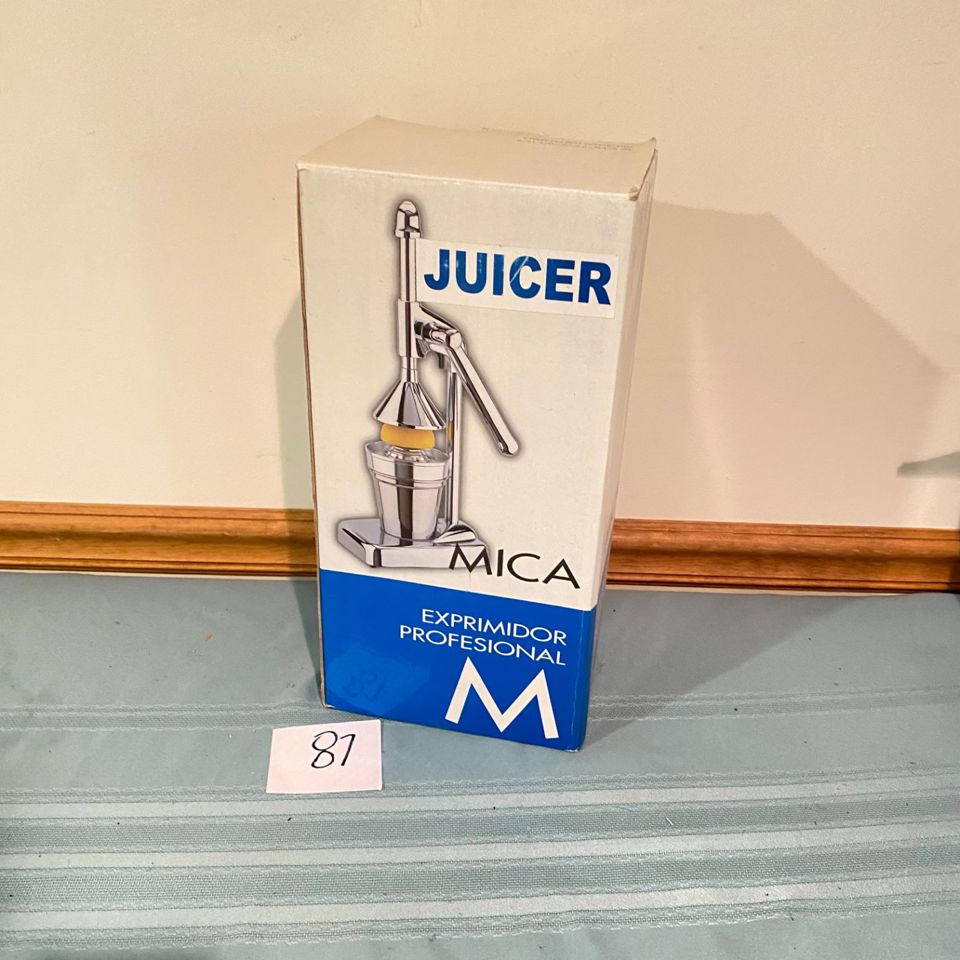 JUICER
MICA
EXPRIMIDOR
PROFESIONAL
M
81